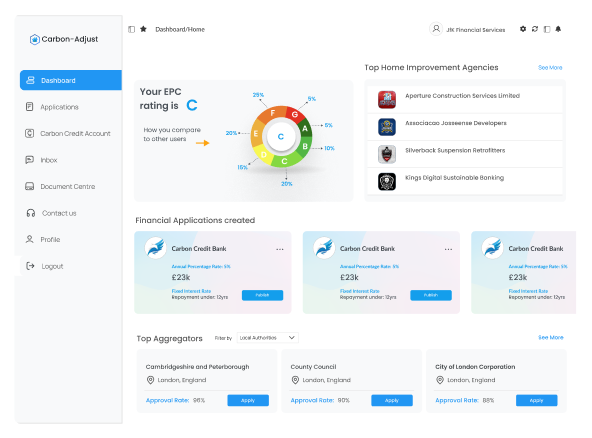 Carbon-Adjust
Dashboard/Home
JIK Financial Services
Dashboard
Applications
Carbon Credit Account
Inbox
Document Centre
Contact us
Profile
Logout
Your EPC
rating is C
How you compare
to other users
25%
5%
5%
10%
20%
15%
20%
F
G
A
B
C
D
E
C
Top Home Improvement Agencies
See More
Aperture Construction Services Limited
Associacao Josseense Developers
Silverback Suspension Retrofitters
Kings Digital Sustainable Banking
Financial Applications created
Carbon Credit Bank
Annual Percentage Rate: 5%
£23k
Fixed Interest Rate
Repayment under: 12yrs
Publish
Carbon Credit Bank
Annual Percentage Rate: 5%
£23k
Fixed Interest Rate
Repayment under: 12yrs
Publish
Carbon Credit Bank
Annual Percentage Rate: 5%
£23k
Fixed Interest Rate
Repayment under: 12yrs
Top Aggregators
Filter by
Local Authorities
See More
Cambridgeshire and Peterborough
London, England
Approval Rate: 96%
Apply
County Council
London, England
Approval Rate: 90%
Apply
City of London Corporation
London, England
Approval Rate: 88%
Apply